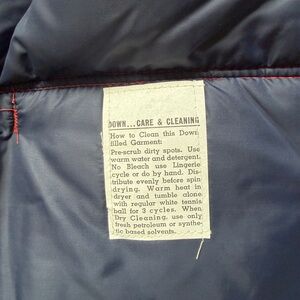 DOWN...CARE & CLEANING
How to Clean this Down
filled Garment:
Pre-scrub dirty spots. Use
warm water and detergent.
No Bleach use Lingerie
cycle or do by hand. Dis-
tribute evenly before spin
drying. Warm heat in
dryer and tumble alone
with regular white tennis
ball for 3 cycles. When
Dry Cleaning, use only
fresh petroleum or synthe-
tic based solvents.